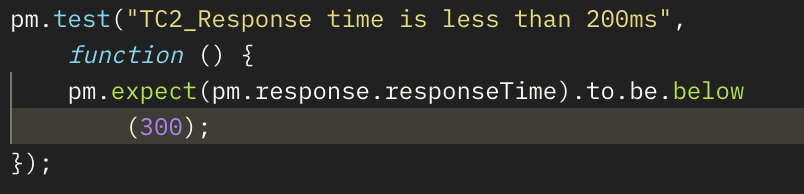 pm.test("TC2_Response time is less than 200ms",
function () {
pm.expect(pm.response.responseTime).to.be.below
(300);
});